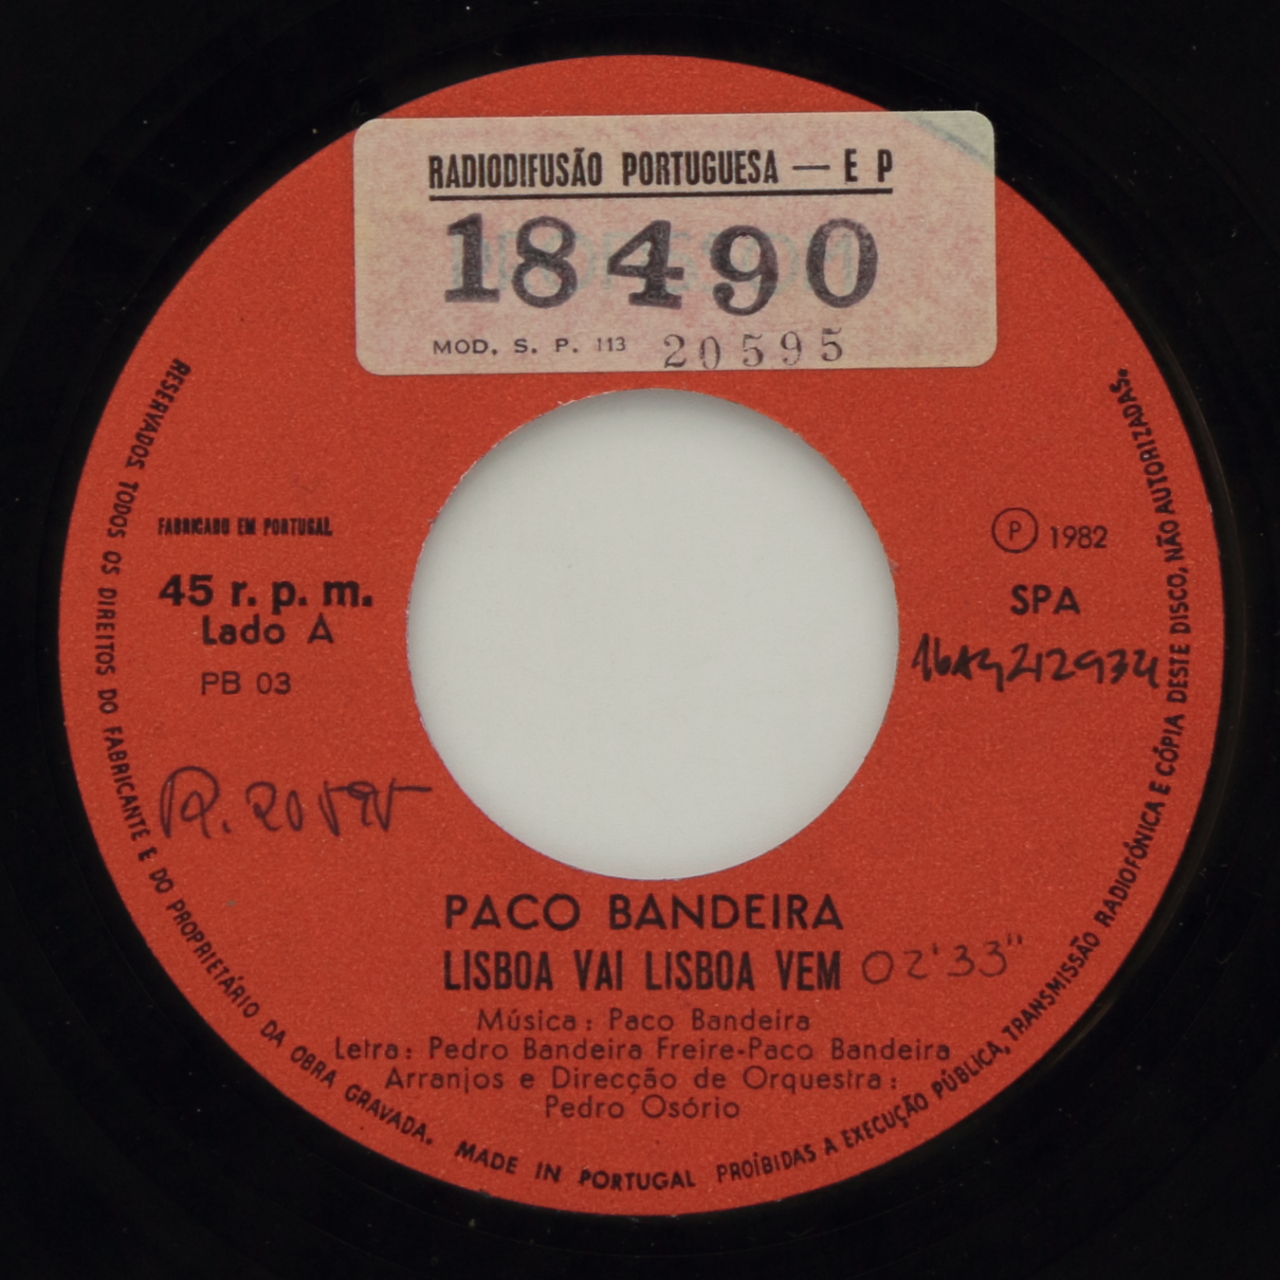 RADIODIFUSÃO PORTUGUESA — E P
18490
MOD. S. P. 113 20595
FABRICADO EM PORTUGAL
45 r. p. m.
Lado A
PB 03
Ⓟ 1982
SPA
R. 20595
PACO BANDEIRA
LISBOA VAI LISBOA VEM 02'33"
Música: Paco Bandeira
Letra: Pedro Bandeira Freire-Paco Bandeira
Arranjos e Direcção de Orquestra:
Pedro Osório
RESERVADOS TODOS OS DIREITOS DO FABRICANTE E DO PROPRIETÁRIO DA OBRA GRAVADA. MADE IN PORTUGAL PROÍBIDAS A EXECUÇÃO PÚBLICA, TRANSMISSÃO RADIOFÓNICA E CÓPIA DESTE DISCO, NÃO AUTORIZADAS.